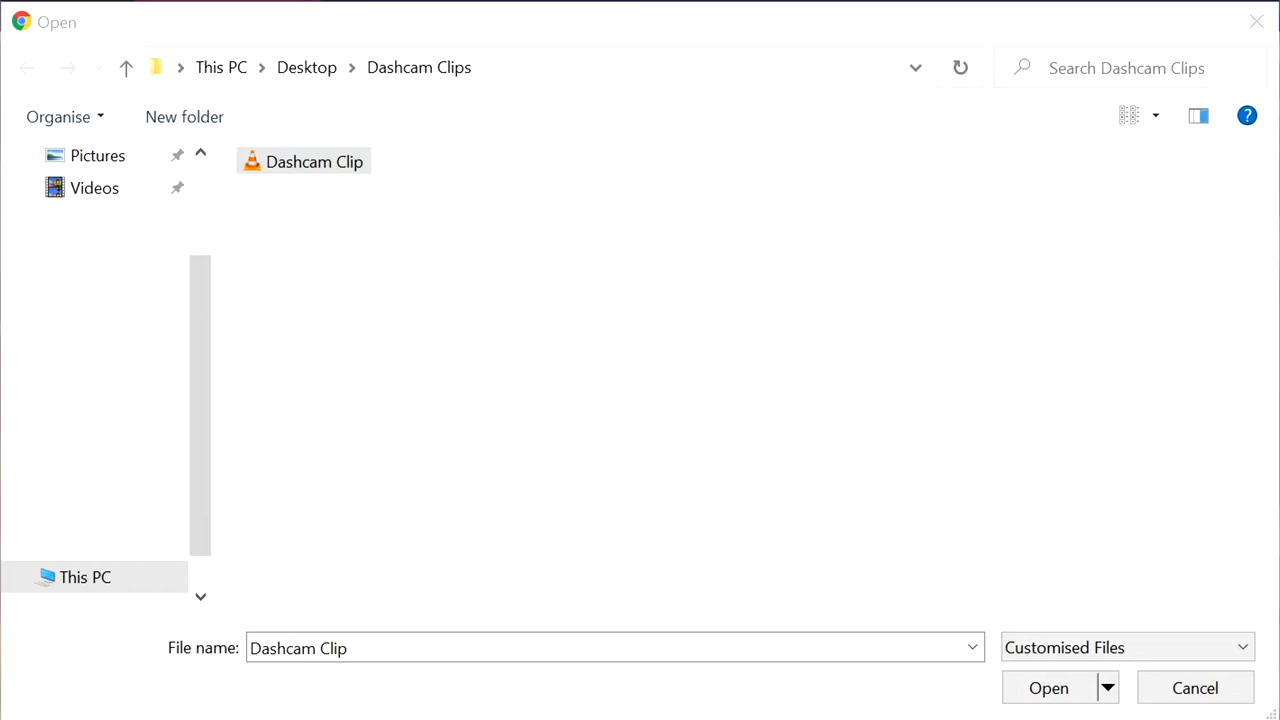 Open
This PC > Desktop > Dashcam Clips
Search Dashcam Clips
Organise
New folder
Pictures
Videos
Dashcam Clip
This PC
File name: Dashcam Clip
Customised Files
Open
Cancel